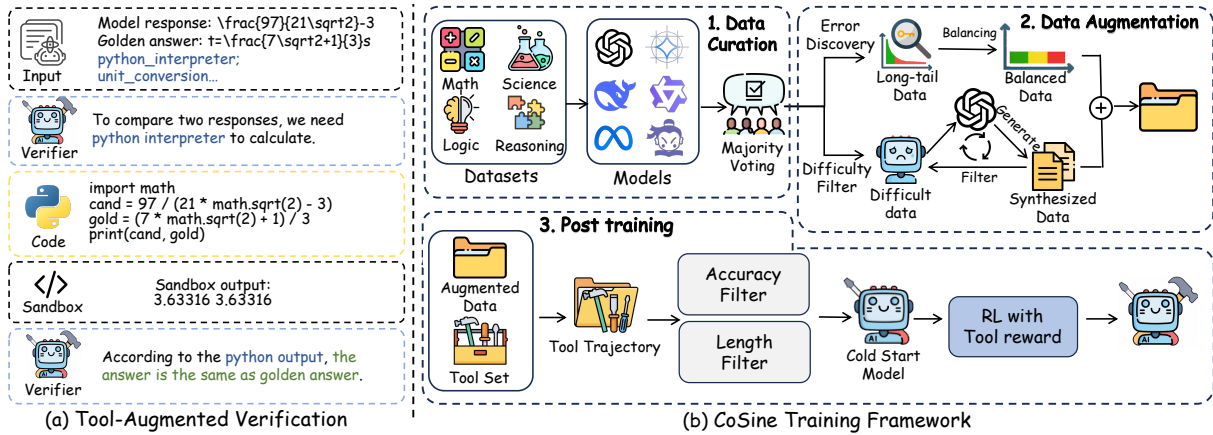 Model response: \frac{97}{21\sqrt2}-3
Golden answer: t=\frac{7\sqrt2+1}{3}s
python_interpreter;
unit_conversion...
Input
To compare two responses, we need
python interpreter to calculate.
Verifier
import math
cand = 97 / (21 * math.sqrt(2) - 3)
gold = (7 * math.sqrt(2) + 1) / 3
print(cand, gold)
Code
Sandbox output:
3.63316 3.63316
Sandbox
According to the python output, the
answer is the same as golden answer.
Verifier
(a) Tool-Augmented Verification
1. Data
Curation
Math
Science
Logic
Reasoning
Datasets
Models
Majority
Voting
2. Data Augmentation
Error
Discovery
Long-tail
Data
Balancing
Balanced
Data
Difficulty
Filter
Difficult
data
Generate
Filter
Synthesized
Data
3. Post training
Augmented
Data
Tool Set
Tool Trajectory
Accuracy
Filter
Length
Filter
AI
Cold Start
Model
RL with
Tool reward
AI
(b) CoSine Training Framework